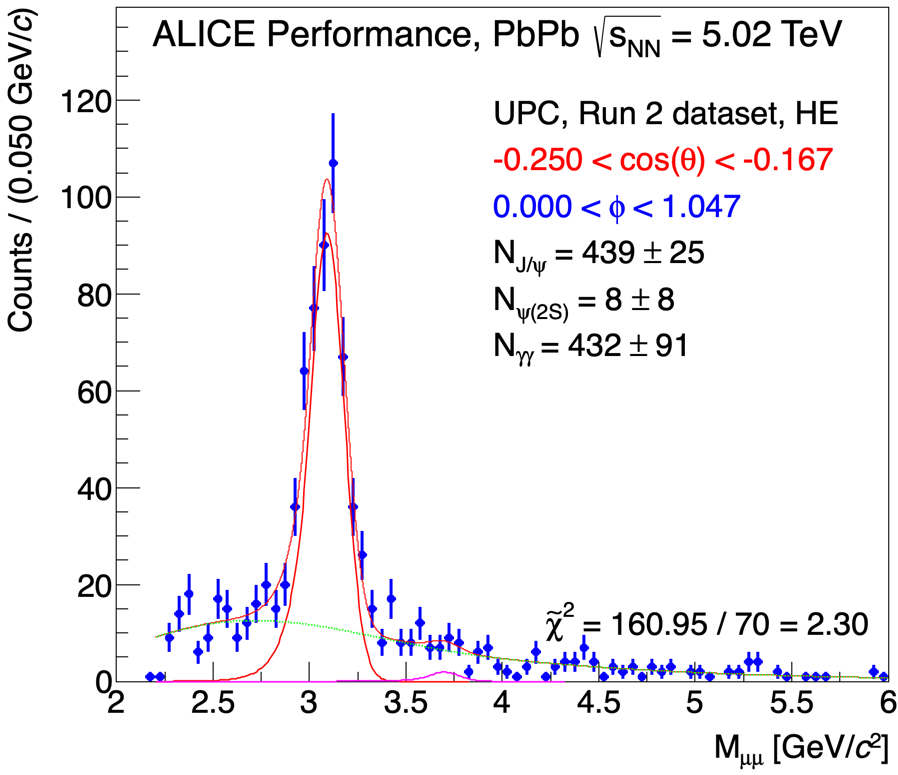 ALICE Performance, PbPb √sNN = 5.02 TeV
UPC, Run 2 dataset, HE
-0.250 < cos(θ) < -0.167
0.000 < ϕ < 1.047
NJ/ψ = 439 ± 25
Nψ(2S) = 8 ± 8
Nγγ = 432 ± 91
χ̃² = 160.95 / 70 = 2.30
Counts / (0.050 GeV/c)
120
100
80
60
40
20
0
2 2.5 3 3.5 4 4.5 5 5.5 6
Mμμ [GeV/c²]